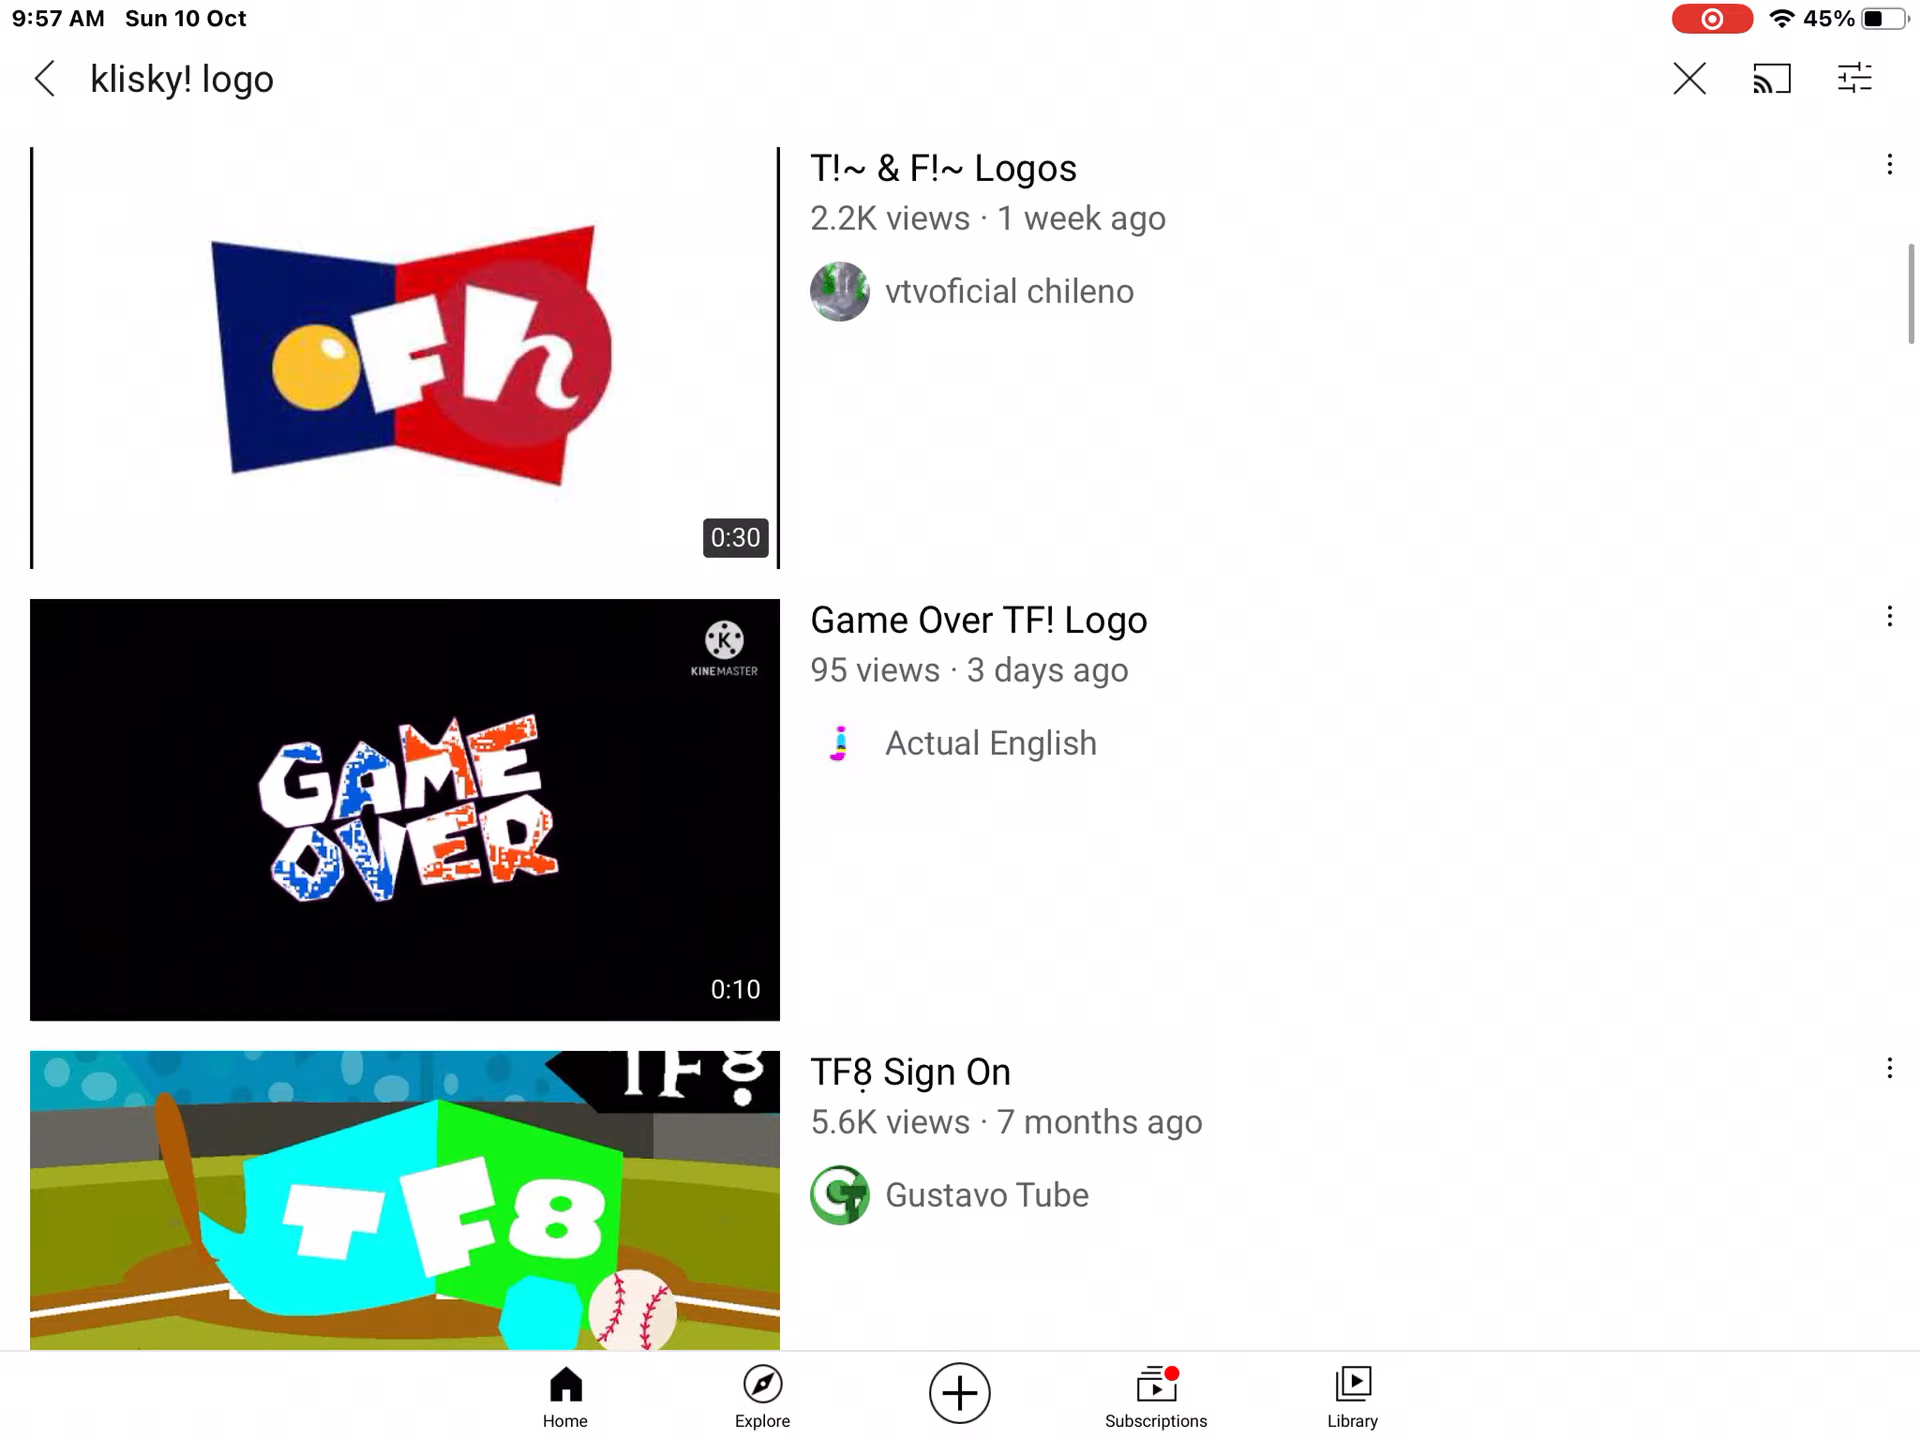 9:57 AM Sun 10 Oct
45%
klisky! logo
Fh
0:30
T!~ & F!~ Logos
2.2K views · 1 week ago
vtvoficial chileno
K
KINEMASTER
GAME
OVER
0:10
Game Over TF! Logo
95 views · 3 days ago
j
Actual English
TF8
TF8
TF8̣ Sign On
5.6K views · 7 months ago
GT
Gustavo Tube
Home
Explore
Subscriptions
Library